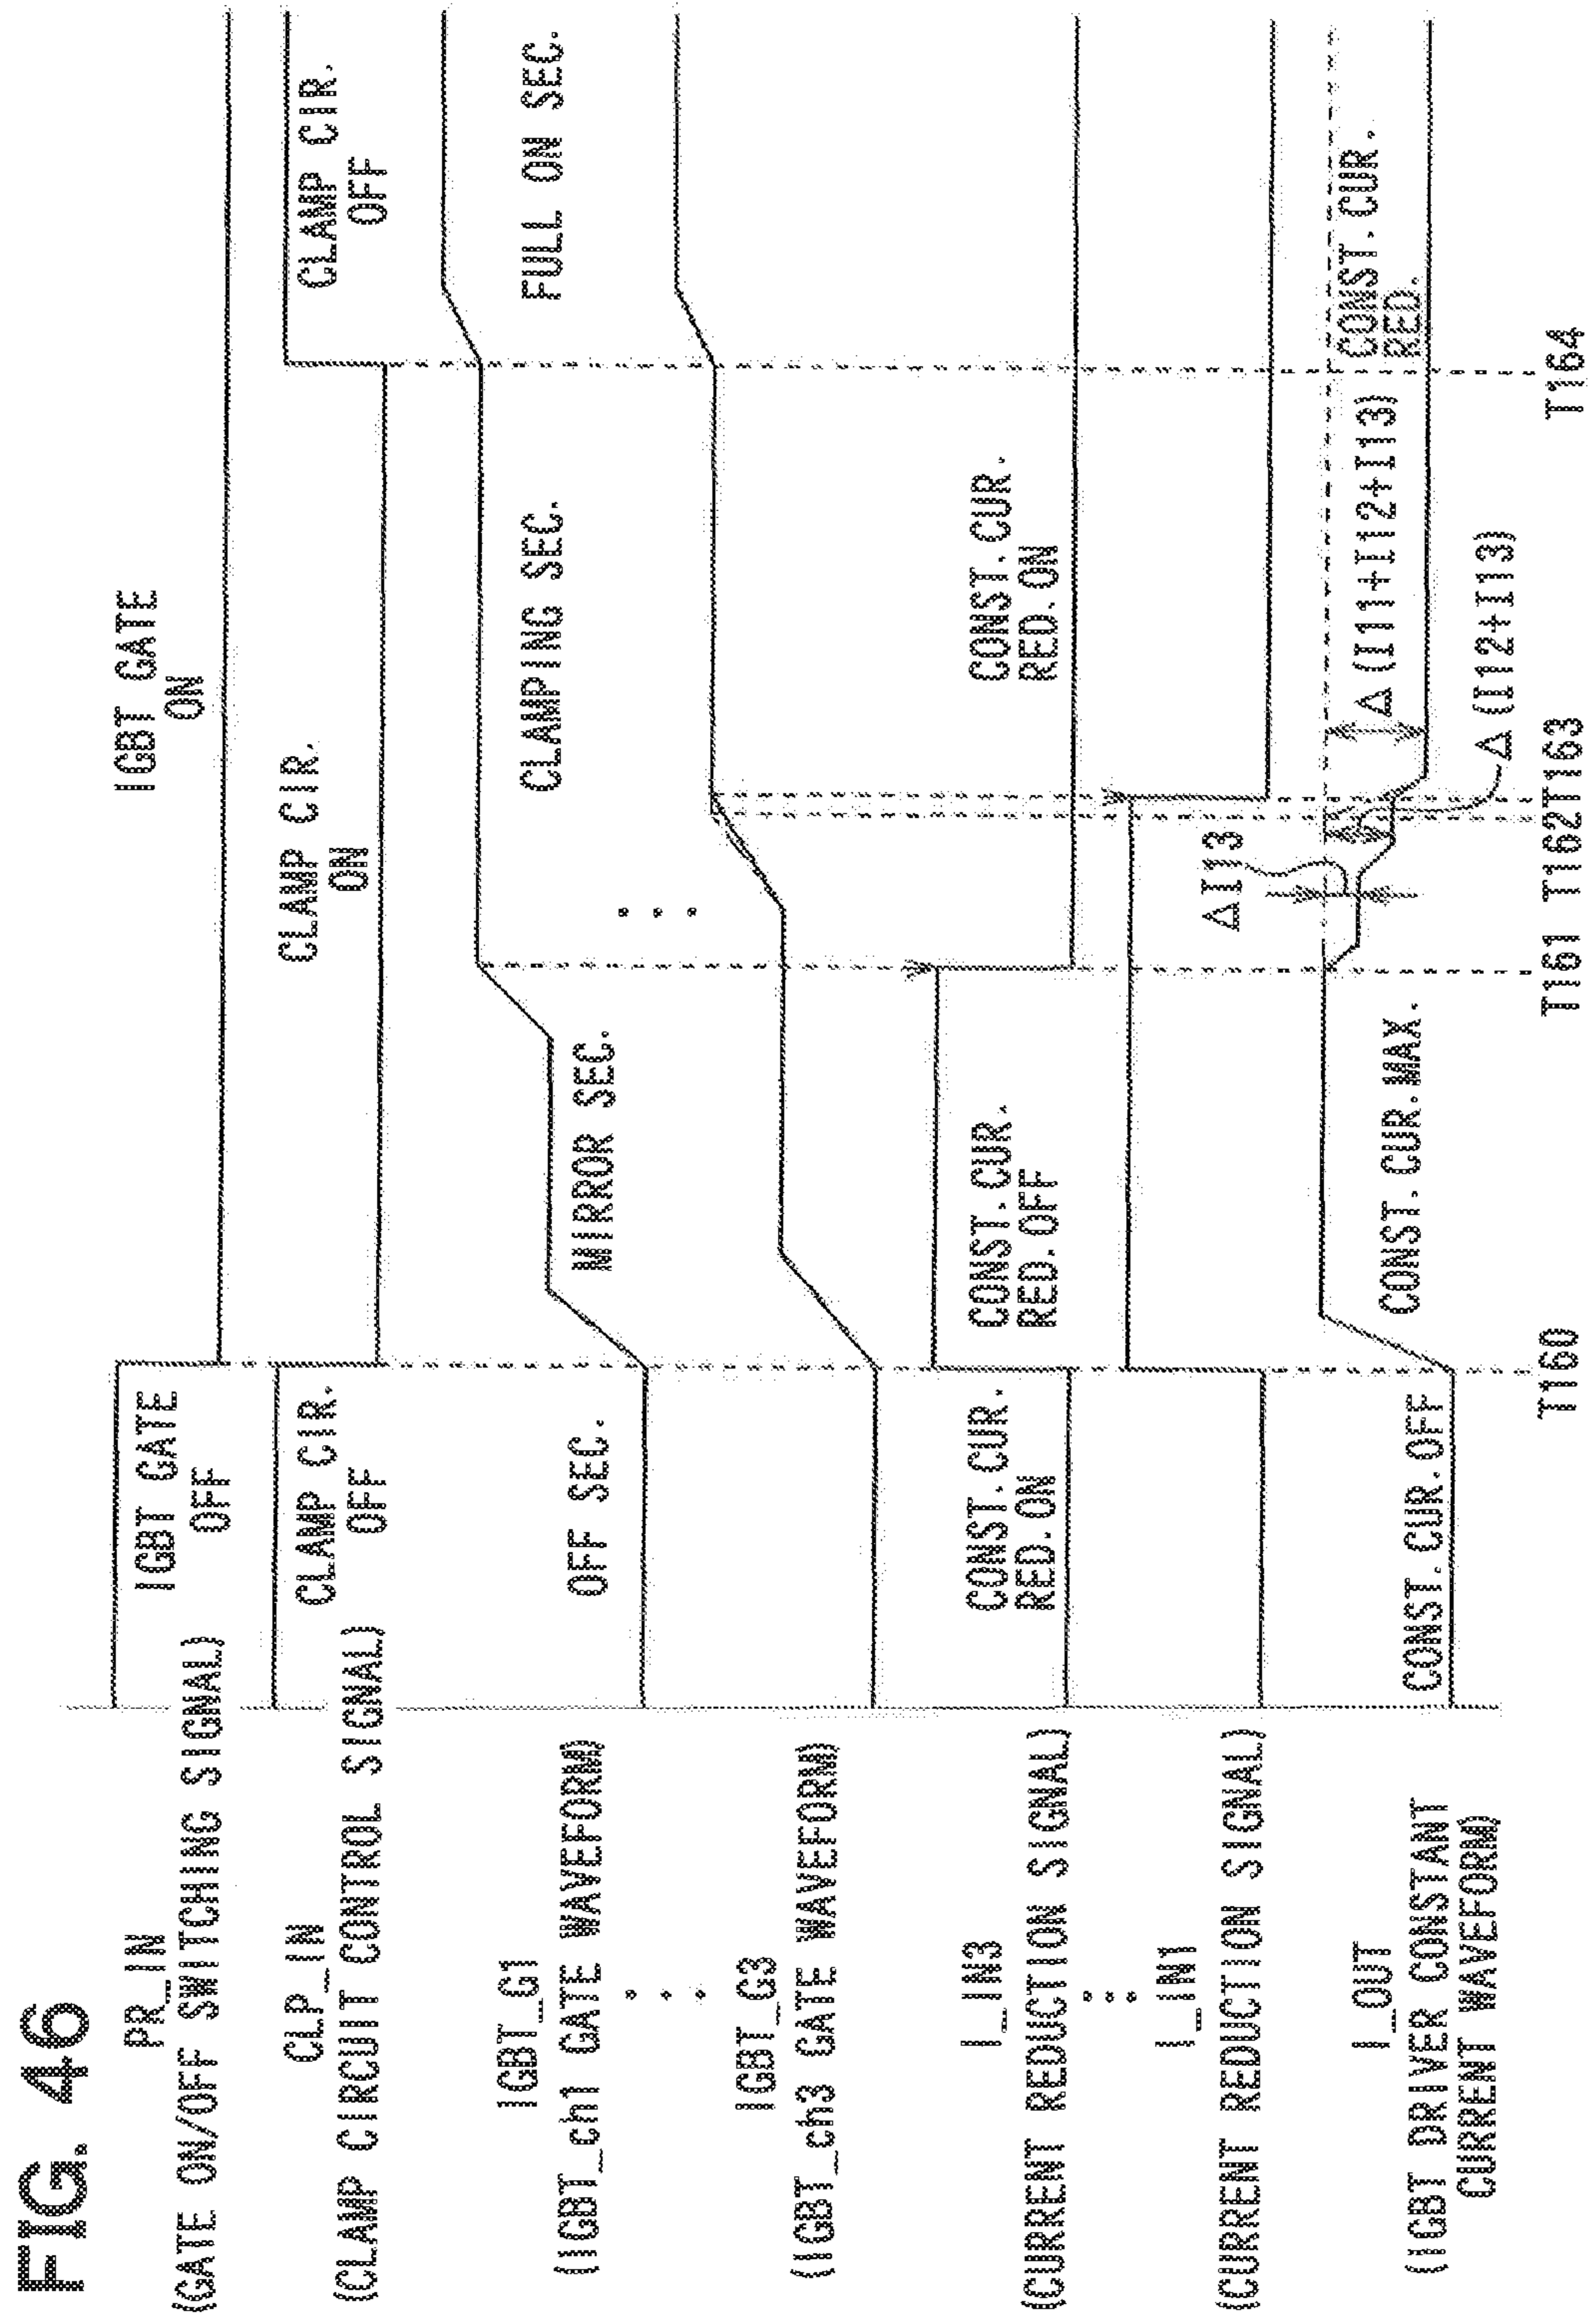 FIG. 46
PR_IN
(GATE ON/OFF SWITCHING SIGNAL)
IGBT GATE
OFF
IGBT GATE
ON
CLP_IN
(CLAMP CIRCUIT CONTROL SIGNAL)
CLAMP CIR.
OFF
CLAMP CIR.
ON
CLAMP CIR.
OFF
IGBT_G1
(IGBT_ch1 GATE WAVEFORM)
OFF SEC.
MIRROR SEC.
CLAMPING SEC.
FULL ON SEC.
IGBT_G3
(IGBT_ch3 GATE WAVEFORM)
I_IN3
(CURRENT REDUCTION SIGNAL)
CONST.CUR.
RED.ON
CONST.CUR.
RED.OFF
CONST.CUR.
RED.ON
I_IN1
(CURRENT REDUCTION SIGNAL)
I_OUT
(IGBT DRIVER CONSTANT
CURRENT WAVEFORM)
CONST.CUR.OFF
CONST.CUR.MAX.
ΔI13
Δ(I12+I13)
Δ(I11+I12+I13)
CONST.CUR.
RED.
T160
T161
T162
T163
T164